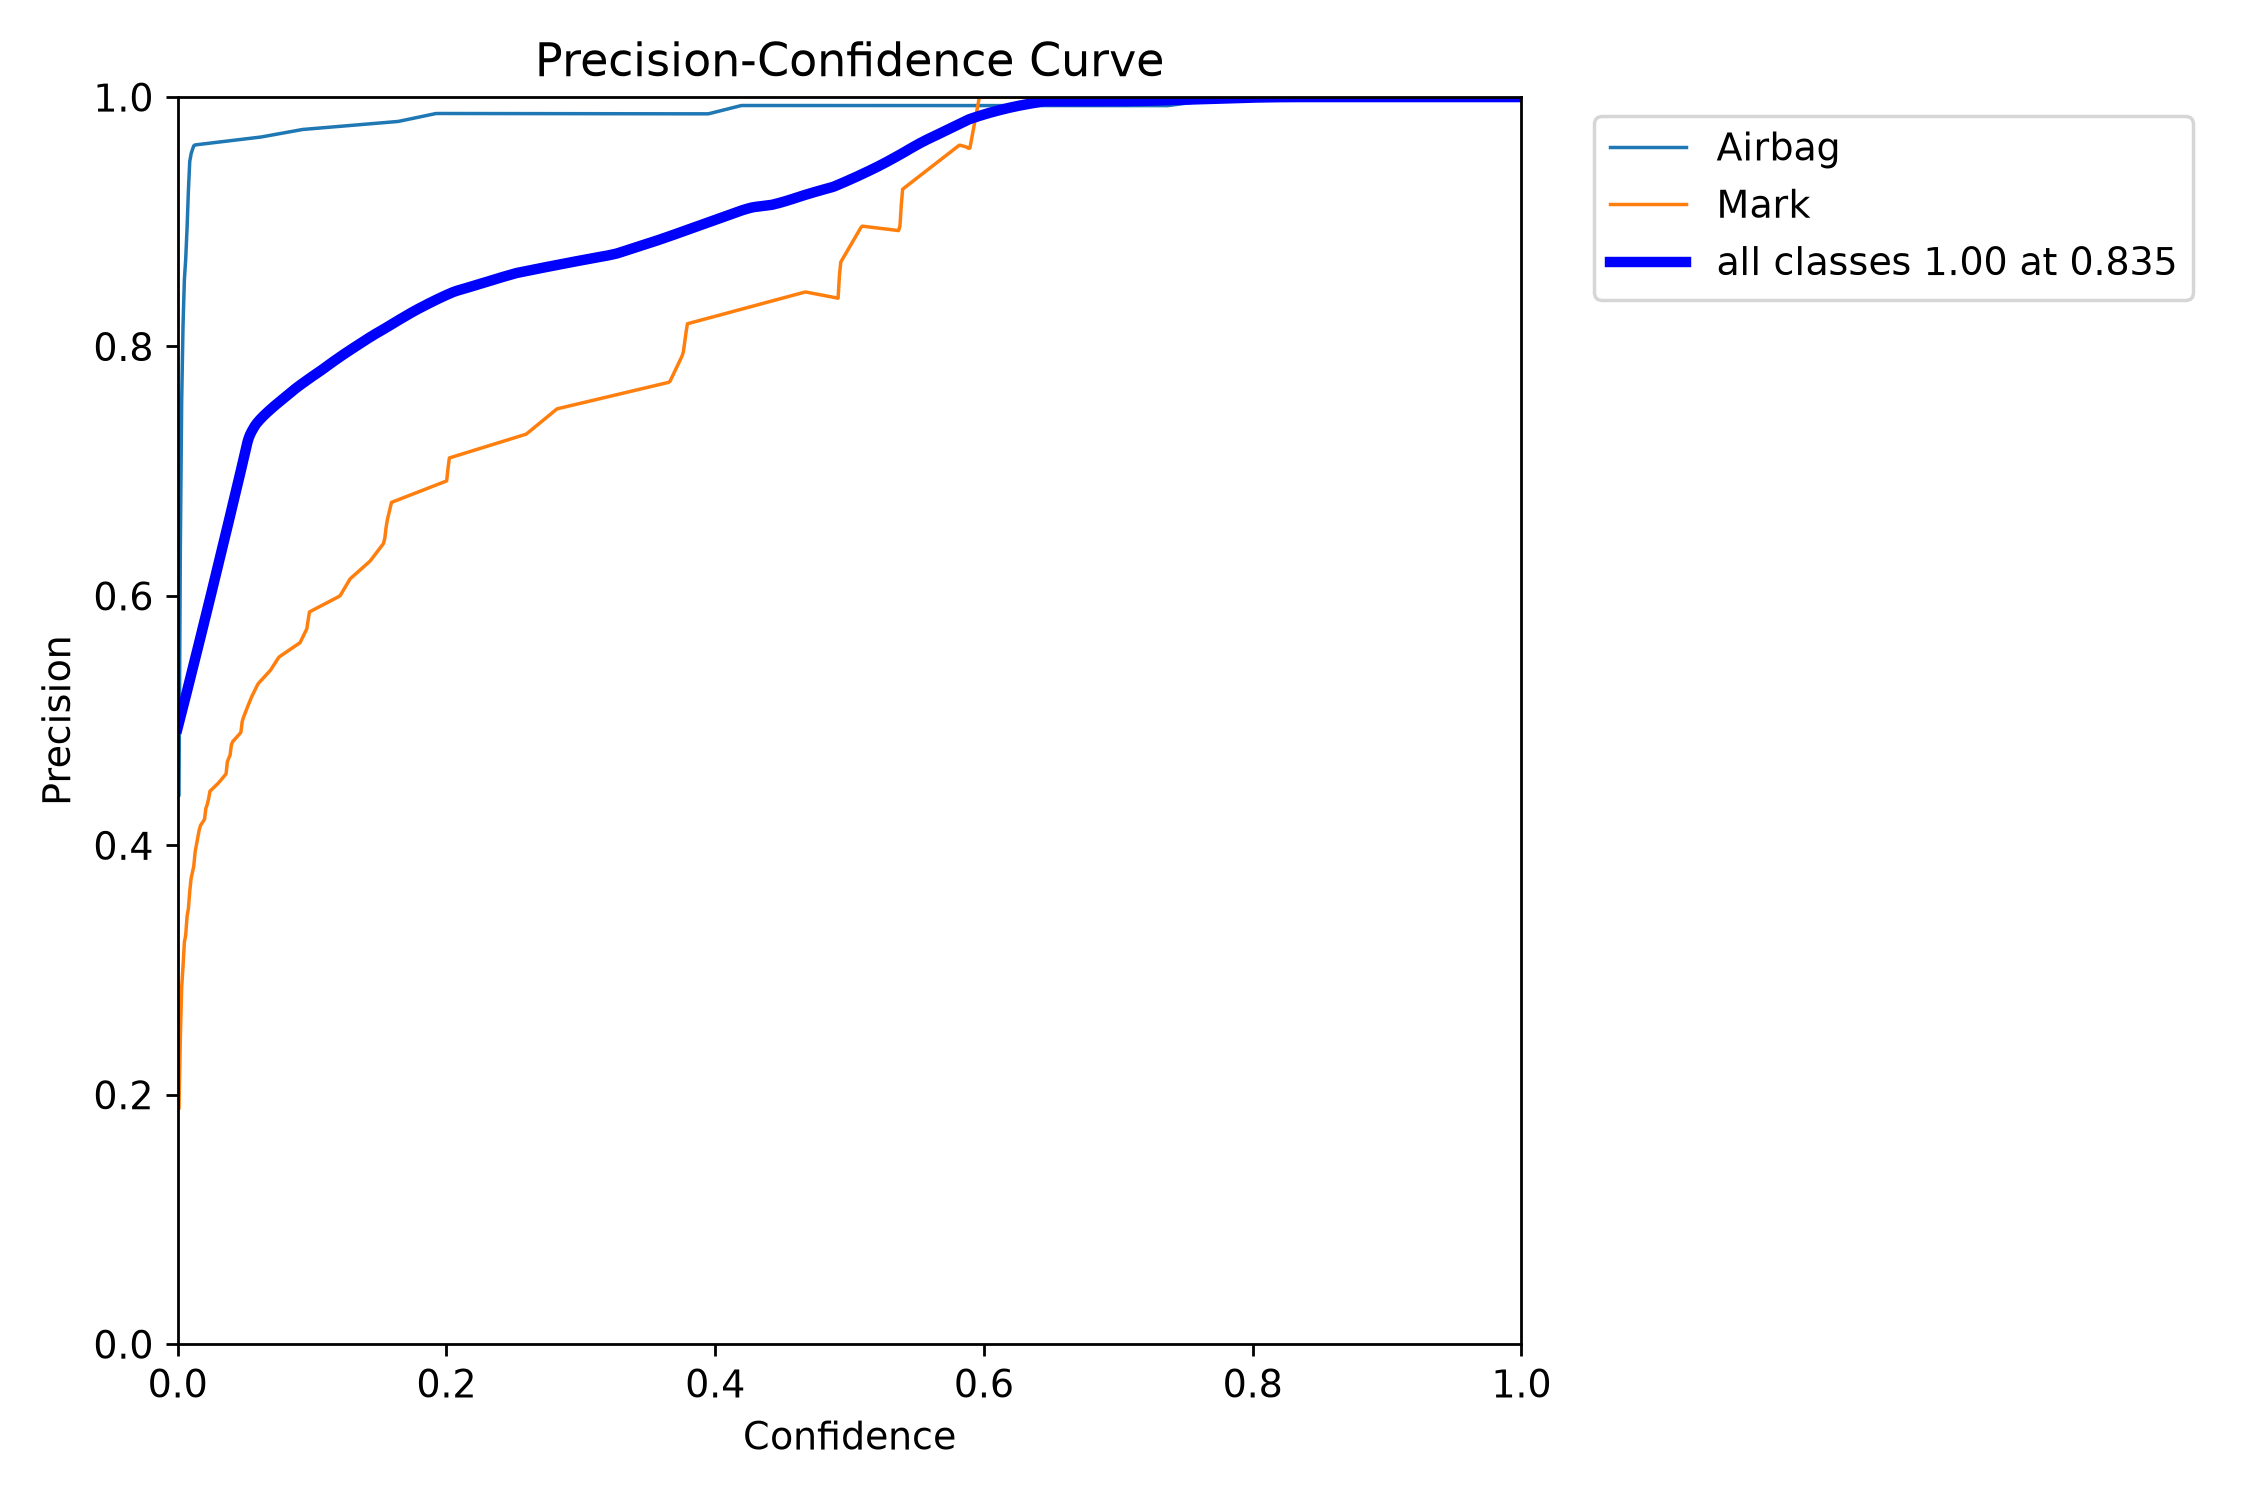 Precision-Confidence Curve
1.0
0.8
0.6
0.4
0.2
0.0
Precision
0.0 0.2 0.4 0.6 0.8 1.0
Confidence
Airbag
Mark
all classes 1.00 at 0.835